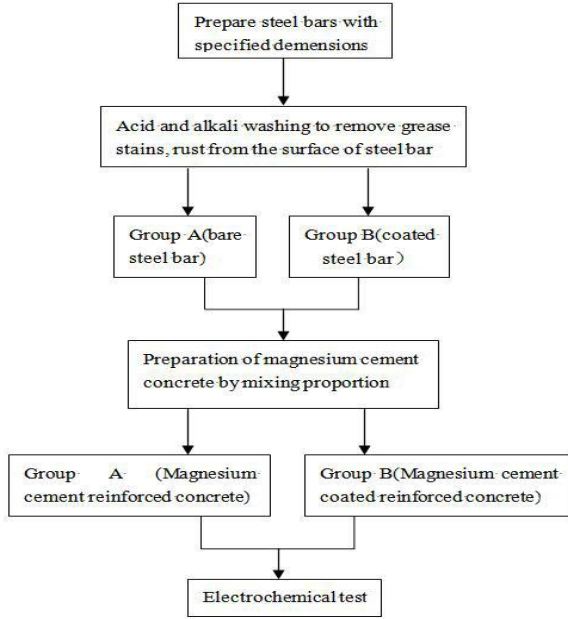 Prepare steel bars with
specified demensions
Acid and alkali washing to remove grease
stains, rust from the surface of steel bar
Group A(bare
steel bar)
Group B(coated
steel bar）
Preparation of magnesium cement
concrete by mixing proportion
Group A (Magnesium
cement reinforced concrete)
Group B(Magnesium cement
coated reinforced concrete)
Electrochemical test